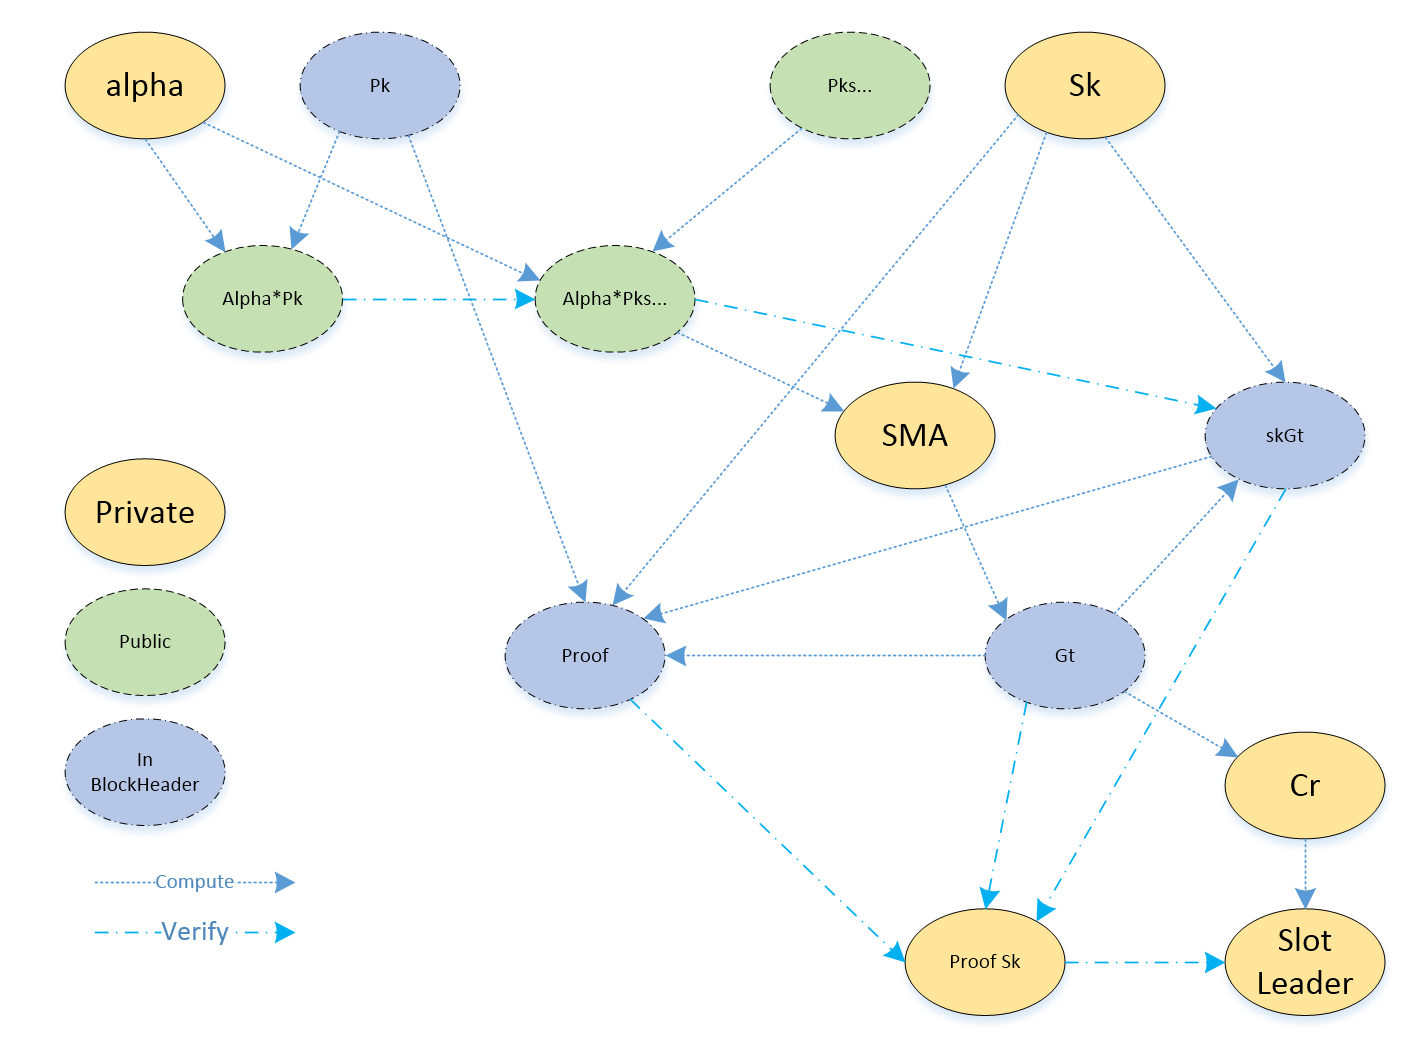 alpha
Pk
Pks...
Sk
Alpha*Pk
Alpha*Pks...
SMA
skGt
Private
Public
Proof
Gt
In
BlockHeader
Cr
Compute
Verify
Proof Sk
Slot
Leader